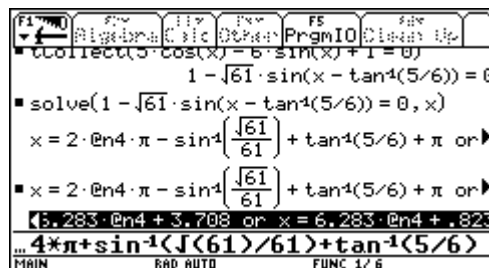 F1 F5
Algebra Calc Other PrgmIO Clean Up
▪ tCollect(5·cos(x) - 6·sin(x) + 1 = 0)
1 - √61·sin(x - tan⁻¹(5/6)) = 0
▪ solve(1 - √61·sin(x - tan⁻¹(5/6)) = 0, x)
x = 2·@n4·π - sin⁻¹(√61/61) + tan⁻¹(5/6) + π or▶
▪ x = 2·@n4·π - sin⁻¹(√61/61) + tan⁻¹(5/6) + π or▶
◀6.283·@n4 + 3.708 or x = 6.283·@n4 + .823
…4*π+sin⁻¹(√(61)/61)+tan⁻¹(5/6)
MAIN RAD AUTO FUNC 1/6